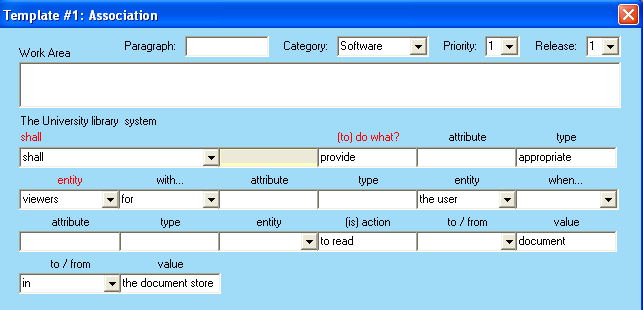 Template #1: Association
Paragraph: Category: Software Priority: 1 Release: 1
Work Area
The University library system
shall (to) do what? attribute type
shall provide appropriate
entity with... attribute type entity when...
viewers for the user
attribute type entity (is) action to / from value
to read document
to / from value
in the document store